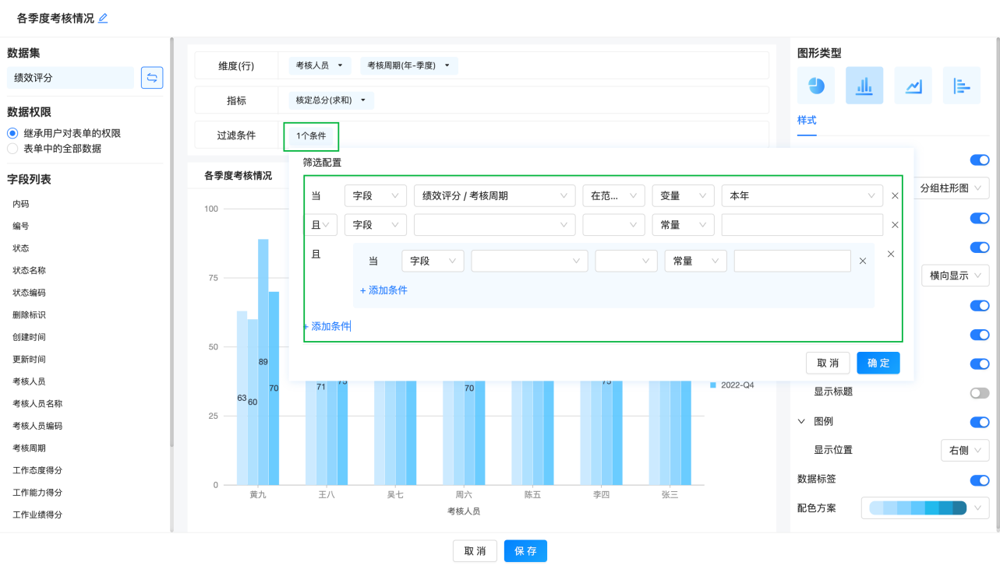 各季度考核情况
数据集
绩效评分
数据权限
继承用户对表单的权限
表单中的全部数据
字段列表
内码
编号
状态
状态名称
状态编码
删除标识
创建时间
更新时间
考核人员
考核人员名称
考核人员编码
考核周期
工作态度得分
工作能力得分
工作业绩得分
维度(行) 考核人员 考核周期(年-季度)
指标 核定总分(求和)
过滤条件 1个条件
筛选配置
当 字段 绩效评分 / 考核周期 在范... 变量 本年
且 字段 常量
且 当 字段 常量
+ 添加条件
+ 添加条件
取 消 确 定
各季度考核情况
100
75
50
25
0
63 60 89 70 71 75 70 75
2022-Q4
黄九 王八 吴七 周六 陈五 李四 张三
考核人员
图形类型
样式
分组柱形图
横向显示
显示标题
图例
显示位置 右侧
数据标签
配色方案
取 消 保 存